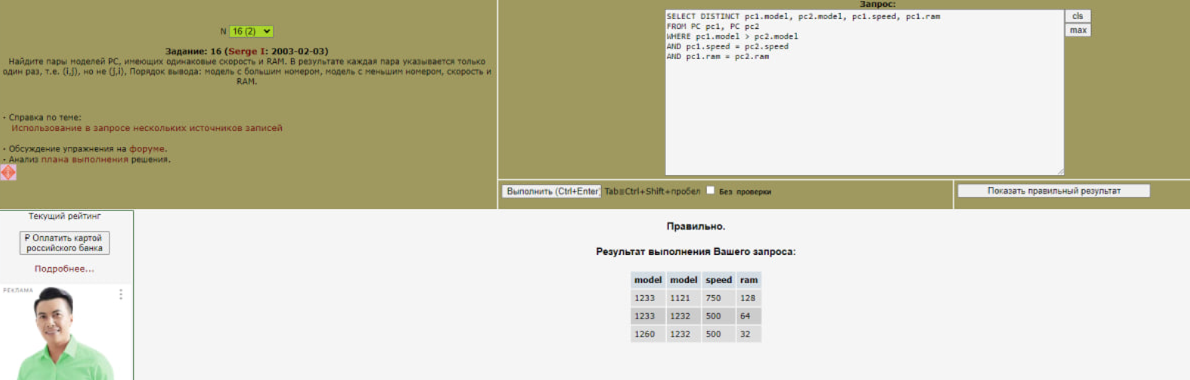 N 16 (2)
Задание: 16 (Serge I: 2003-02-03)
Найдите пары моделей PC, имеющих одинаковые скорость и RAM. В результате каждая пара указывается только
один раз, т.е. (i,j), но не (j,i), Порядок вывода: модель с большим номером, модель с меньшим номером, скорость и
RAM.
- Справка по теме:
Использование в запросе нескольких источников записей
- Обсуждение упражнения на форуме.
- Анализ плана выполнения решения.
Запрос:
SELECT DISTINCT pc1.model, pc2.model, pc1.speed, pc1.ram
FROM PC pc1, PC pc2
WHERE pc1.model > pc2.model
AND pc1.speed = pc2.speed
AND pc1.ram = pc2.ram
cls
max
Выполнить (Ctrl+Enter) Tab≡Ctrl+Shift+пробел Без проверки
Показать правильный результат
Текущий рейтинг
₽ Оплатить картой
российского банка
Подробнее...
РЕКЛАМА
Правильно.
Результат выполнения Вашего запроса:
model model speed ram
1233 1121 750 128
1233 1232 500 64
1260 1232 500 32